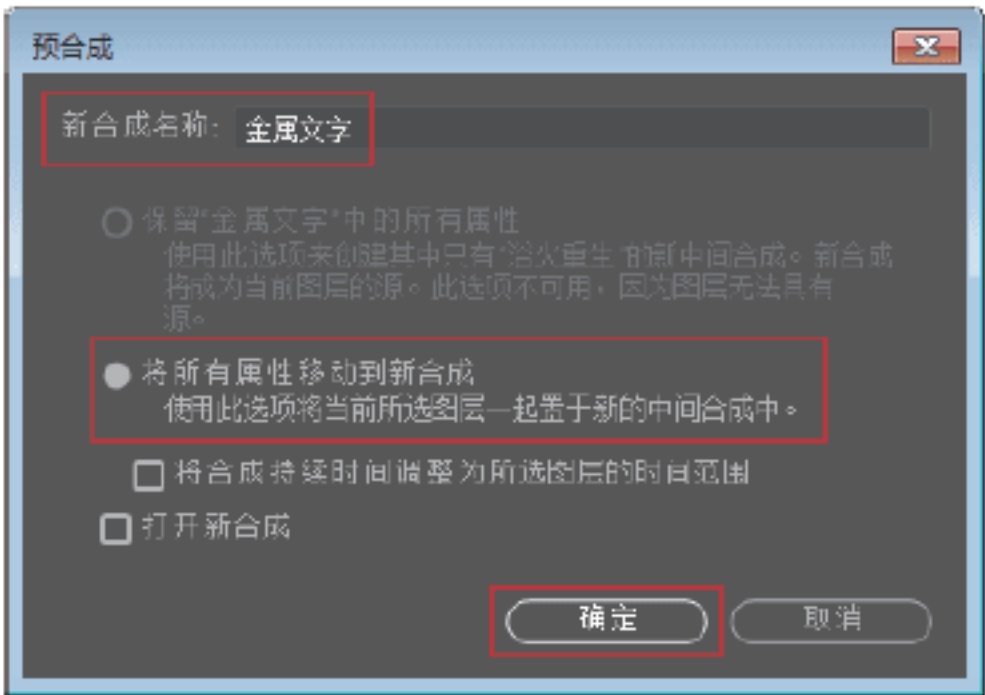 预合成
新合成名称: 金属文字
保留“金属文字”中的所有属性
使用此选项来创建其中只有“浴火重生”的新中间合成。新合成
将成为当前图层的源。此选项不可用，因为图层无法具有
源。
将所有属性移动到新合成
使用此选项将当前所选图层一起置于新的中间合成中。
将合成持续时间调整为所选图层的时间范围
打开新合成
确定 取消